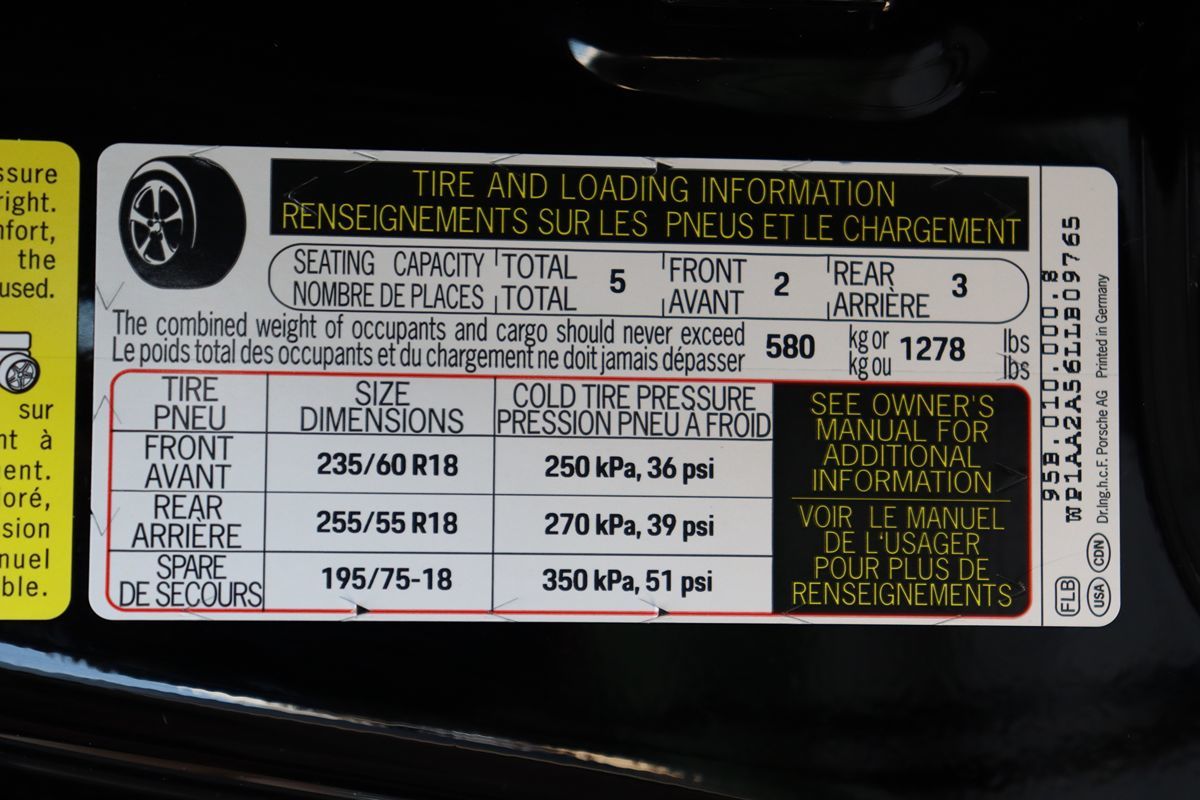 ssure
right.
nfort,
the
used.
sur
nt à
gent.
loré,
ssion
nuel
ble.
TIRE AND LOADING INFORMATION
RENSEIGNEMENTS SUR LES PNEUS ET LE CHARGEMENT
SEATING CAPACITY TOTAL 5 FRONT 2 REAR 3
NOMBRE DE PLACES TOTAL AVANT ARRIÈRE
The combined weight of occupants and cargo should never exceed 580 kg or 1278 lbs
Le poids total des occupants et du chargement ne doit jamais dépasser kg ou lbs
TIRE SIZE COLD TIRE PRESSURE
PNEU DIMENSIONS PRESSION PNEU À FROID
FRONT
AVANT 235/60 R18 250 kPa, 36 psi
REAR
ARRIÈRE 255/55 R18 270 kPa, 39 psi
SPARE
DE SECOURS 195/75-18 350 kPa, 51 psi
SEE OWNER'S
MANUAL FOR
ADDITIONAL
INFORMATION
VOIR LE MANUEL
DE L'USAGER
POUR PLUS DE
RENSEIGNEMENTS
95B.010.000.8
WP1AA2A56LLB09765
Dr.Ing.h.c.F. Porsche AG Printed in Germany
FLB
USA CDN